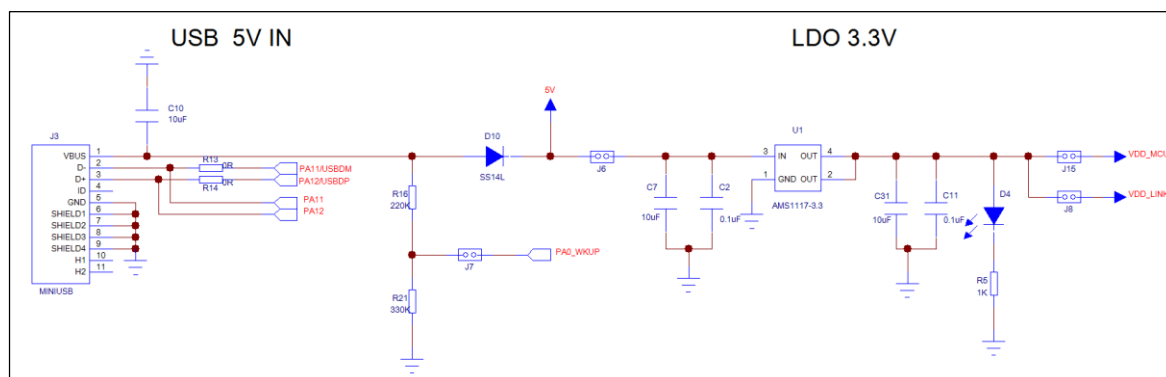 USB 5V IN
LDO 3.3V
C10
10uF
J3
VBUS 1
D- 2
D+ 3
ID 4
GND 5
SHIELD1 6
SHIELD2 7
SHIELD3 8
SHIELD4 9
H1 10
H2 11
MINIUSB
R13 0R
R14 0R
PA11/USBDM
PA12/USBDP
PA11
PA12
R16
220K
R21
330K
J7
PA0_WKUP
D10
SS14L
5V
J6
C7
10uF
C2
0.1uF
U1
3 IN OUT 4
1 GND OUT 2
AMS1117-3.3
C31
10uF
C11
0.1uF
D4
R5
1K
J15
VDD_MCU
J8
VDD_LINK